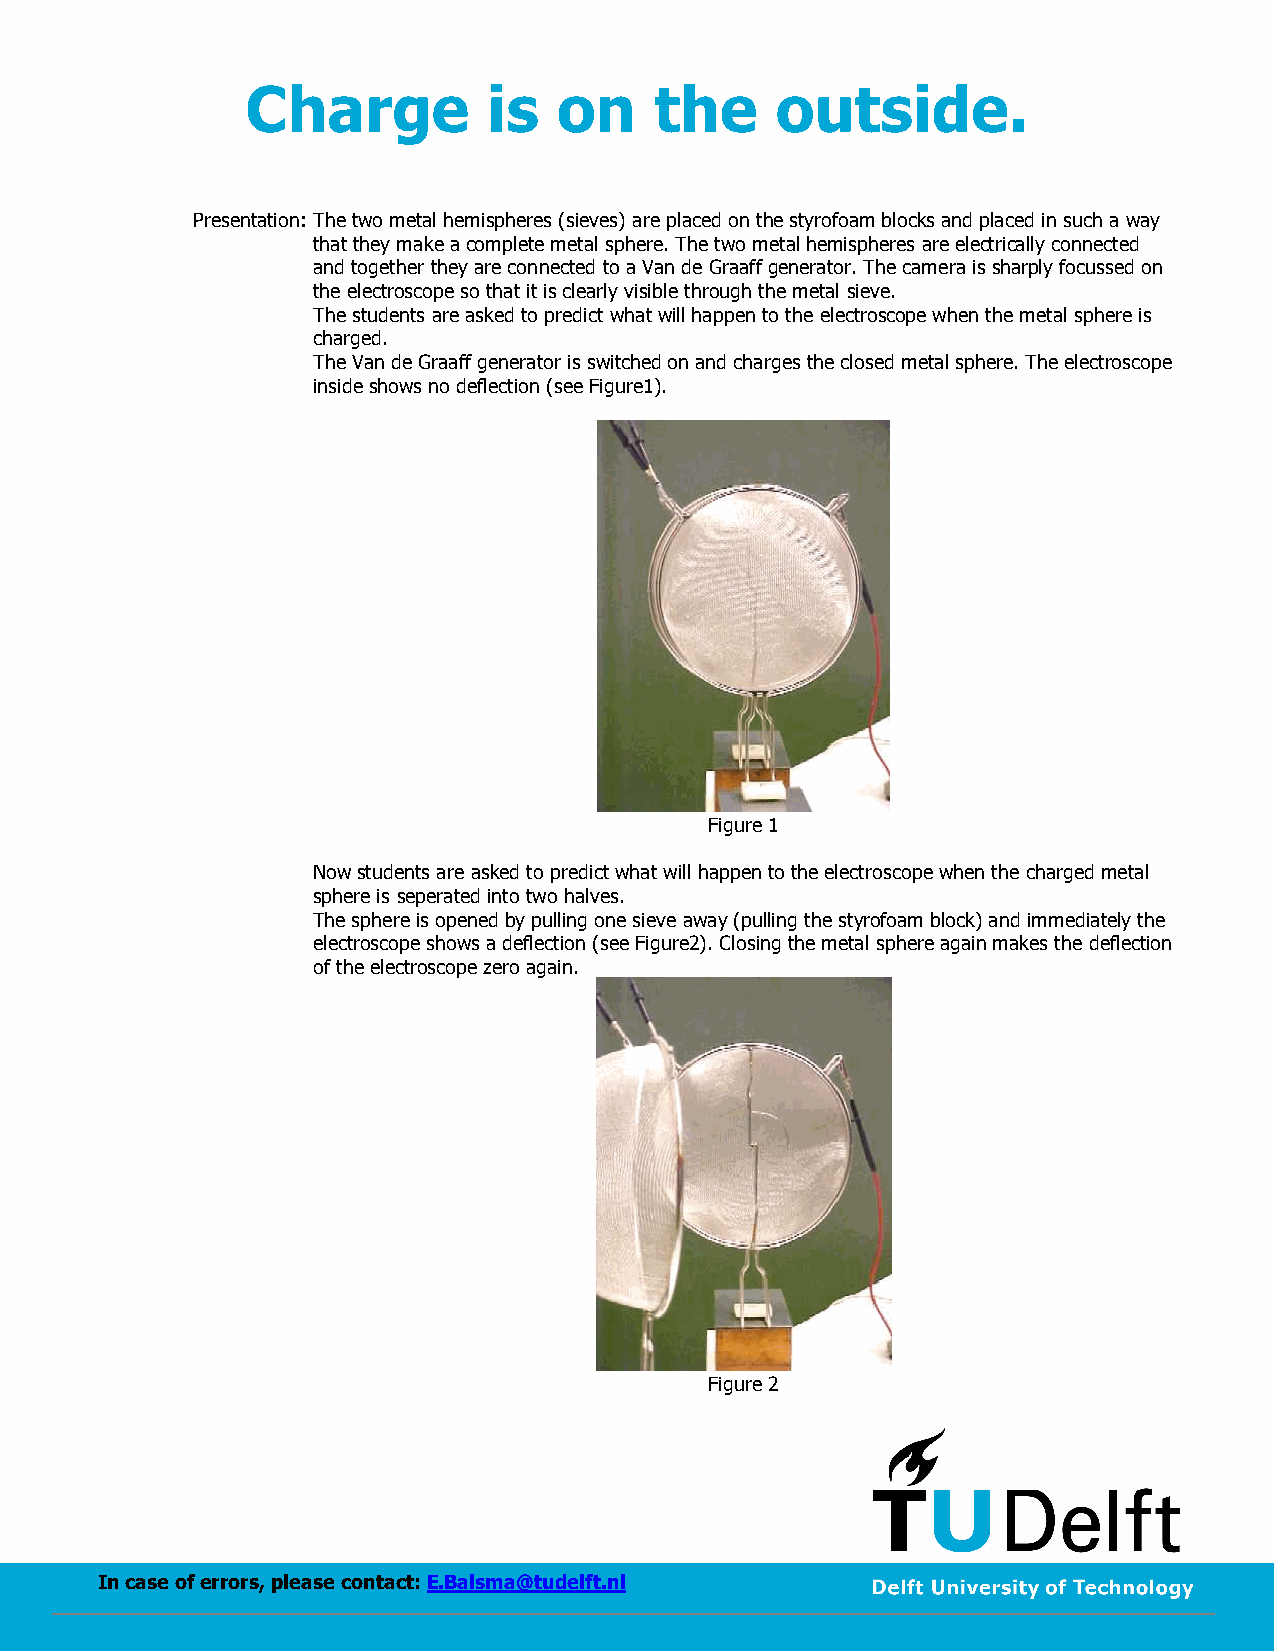 Charge is on the outside.
Presentation: The two metal hemispheres (sieves) are placed on the styrofoam blocks and placed in such a way
that they make a complete metal sphere. The two metal hemispheres are electrically connected
and together they are connected to a Van de Graaff generator. The camera is sharply focussed on
the electroscope so that it is clearly visible through the metal sieve.
The students are asked to predict what will happen to the electroscope when the metal sphere is
charged.
The Van de Graaff generator is switched on and charges the closed metal sphere. The electroscope
inside shows no deflection (see Figure1).
Figure 1
Now students are asked to predict what will happen to the electroscope when the charged metal
sphere is seperated into two halves.
The sphere is opened by pulling one sieve away (pulling the styrofoam block) and immediately the
electroscope shows a deflection (see Figure2). Closing the metal sphere again makes the deflection
of the electroscope zero again.
Figure 2
TUDelft
In case of errors, please contact: E.Balsma@tudelft.nl
Delft University of Technology